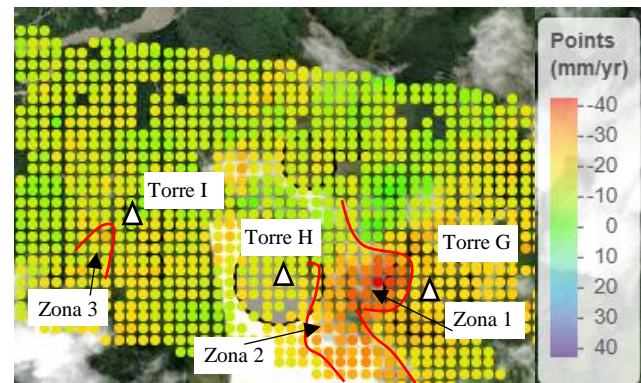 Points
(mm/yr)
-40
-30
-20
-10
0
10
20
30
40
Torre I
Torre H
Torre G
Zona 3
Zona 2
Zona 1